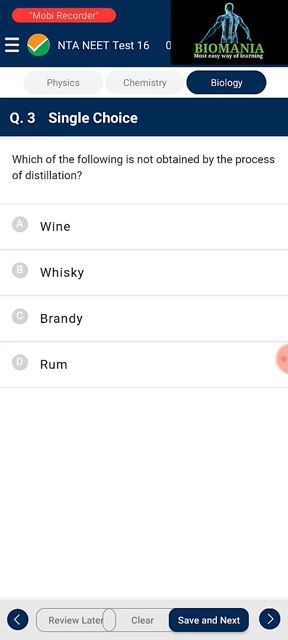 "Mobi Recorder"
NTA NEET Test 16 0
BIOMANIA
Most easy way of learning
Physics Chemistry Biology
Q. 3 Single Choice
Which of the following is not obtained by the process
of distillation?
A Wine
B Whisky
C Brandy
D Rum
Review Later Clear Save and Next